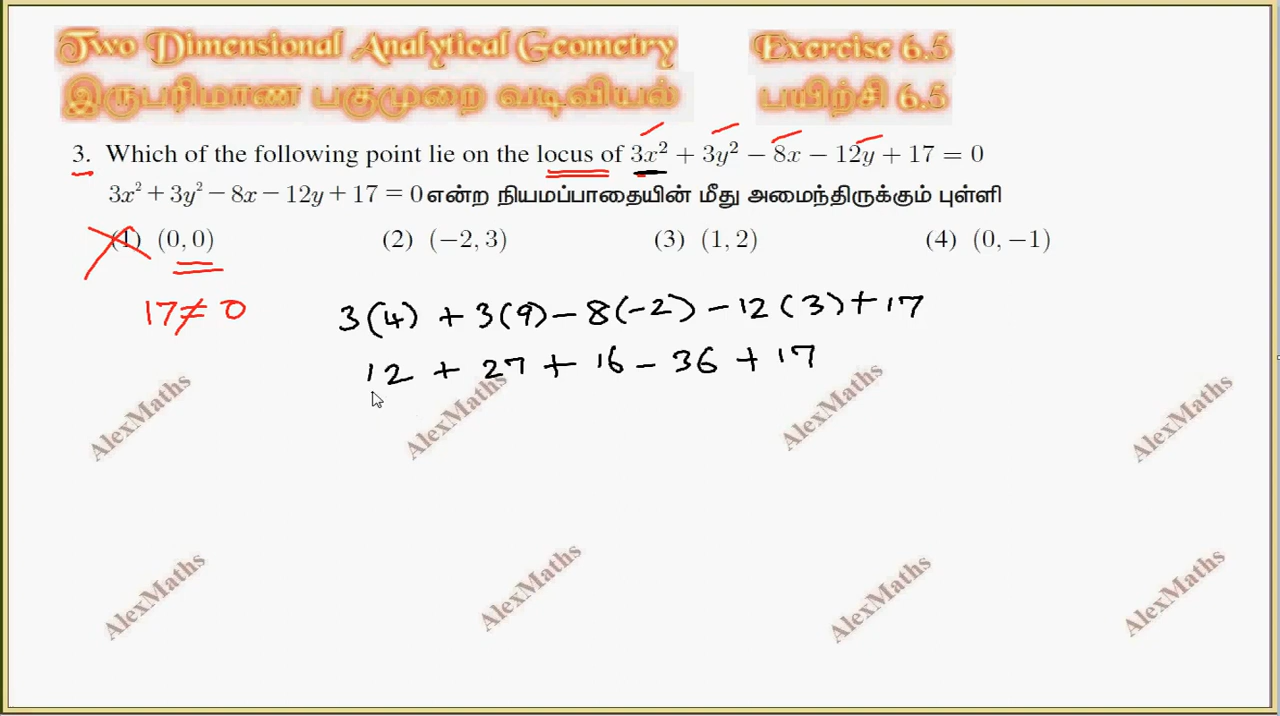 Two Dimensional Analytical Geometry Exercise 6.5
இருபரிமாண பகுமுறை வடிவியல் பயிற்சி 6.5
3. Which of the following point lie on the locus of 3x² + 3y² − 8x − 12y + 17 = 0
3x² + 3y² − 8x − 12y + 17 = 0 என்ற நியமப்பாதையின் மீது அமைந்திருக்கும் புள்ளி
(1) (0, 0) (2) (−2, 3) (3) (1, 2) (4) (0, −1)
17 ≠ 0 3(4) + 3(9) − 8(−2) − 12(3) + 17
12 + 27 + 16 − 36 + 17
AlexMaths AlexMaths AlexMaths AlexMaths
AlexMaths AlexMaths AlexMaths AlexMaths